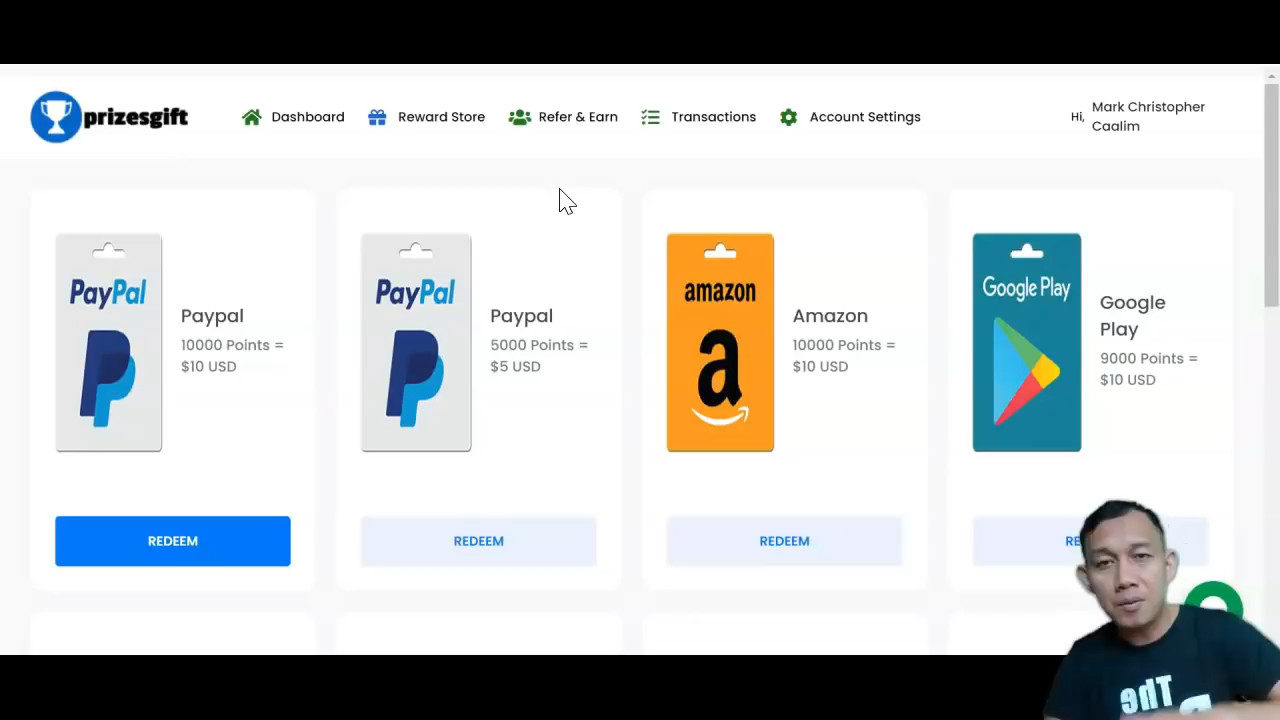 prizesgift
Dashboard
Reward Store
Refer & Earn
Transactions
Account Settings
Hi,
Mark Christopher
Caalim
PayPal
Paypal
10000 Points =
$10 USD
REDEEM
PayPal
Paypal
5000 Points =
$5 USD
REDEEM
amazon
a
Amazon
10000 Points =
$10 USD
REDEEM
Google Play
Google
Play
9000 Points =
$10 USD
RE
The